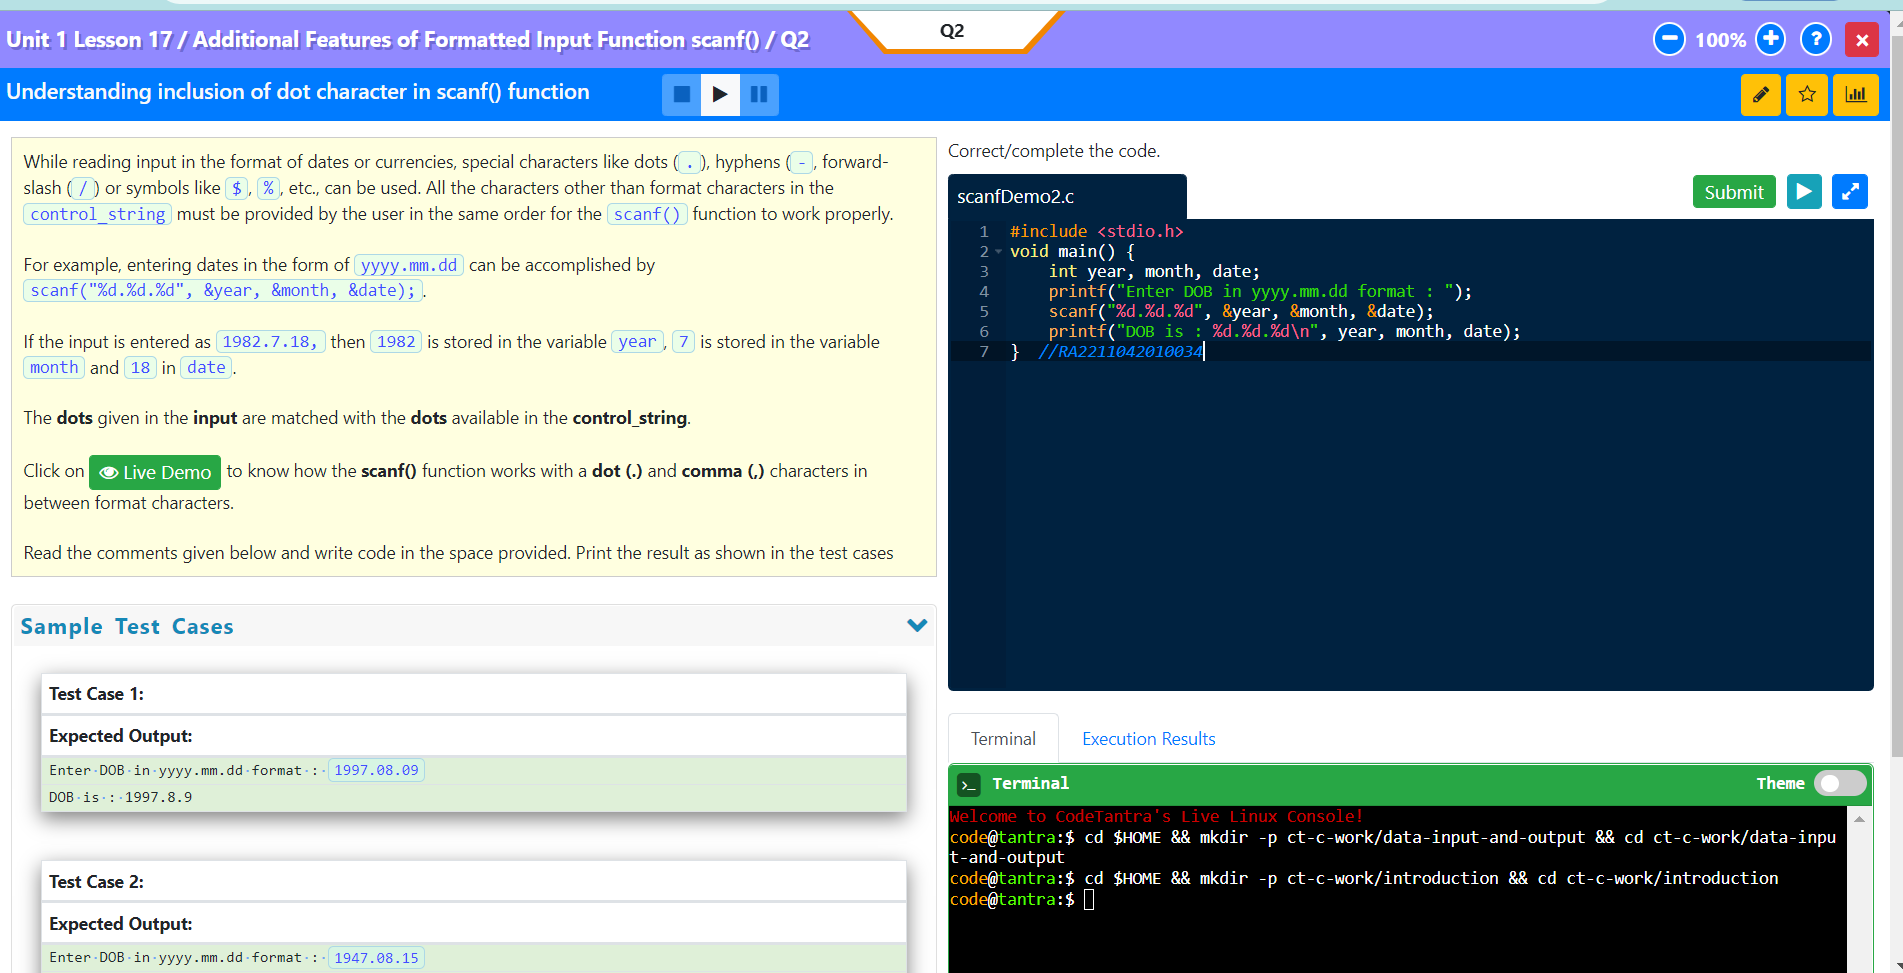 Q2
Unit 1 Lesson 17 / Additional Features of Formatted Input Function scanf() / Q2
100%
?
×
Understanding inclusion of dot character in scanf() function
While reading input in the format of dates or currencies, special characters like dots ( . ), hyphens ( - , forward-
slash ( / ) or symbols like $ , % , etc., can be used. All the characters other than format characters in the
control_string must be provided by the user in the same order for the scanf() function to work properly.
For example, entering dates in the form of yyyy.mm.dd can be accomplished by
scanf("%d.%d.%d", &year, &month, &date); .
If the input is entered as 1982.7.18, then 1982 is stored in the variable year , 7 is stored in the variable
month and 18 in date .
The dots given in the input are matched with the dots available in the control_string.
Click on Live Demo to know how the scanf() function works with a dot (.) and comma (,) characters in
between format characters.
Read the comments given below and write code in the space provided. Print the result as shown in the test cases
Sample Test Cases
Test Case 1:
Expected Output:
Enter·DOB·in·yyyy.mm.dd·format·:· 1997.08.09
DOB·is·:·1997.8.9
Test Case 2:
Expected Output:
Enter·DOB·in·yyyy.mm.dd·format·:· 1947.08.15
Correct/complete the code.
scanfDemo2.c
Submit
1 #include <stdio.h>
2 void main() {
3 int year, month, date;
4 printf("Enter DOB in yyyy.mm.dd format : ");
5 scanf("%d.%d.%d", &year, &month, &date);
6 printf("DOB is : %d.%d.%d\n", year, month, date);
7 } //RA2211042010034
Terminal
Execution Results
>_ Terminal
Theme
Welcome to CodeTantra's Live Linux Console!
code@tantra:$ cd $HOME && mkdir -p ct-c-work/data-input-and-output && cd ct-c-work/data-inpu
t-and-output
code@tantra:$ cd $HOME && mkdir -p ct-c-work/introduction && cd ct-c-work/introduction
code@tantra:$